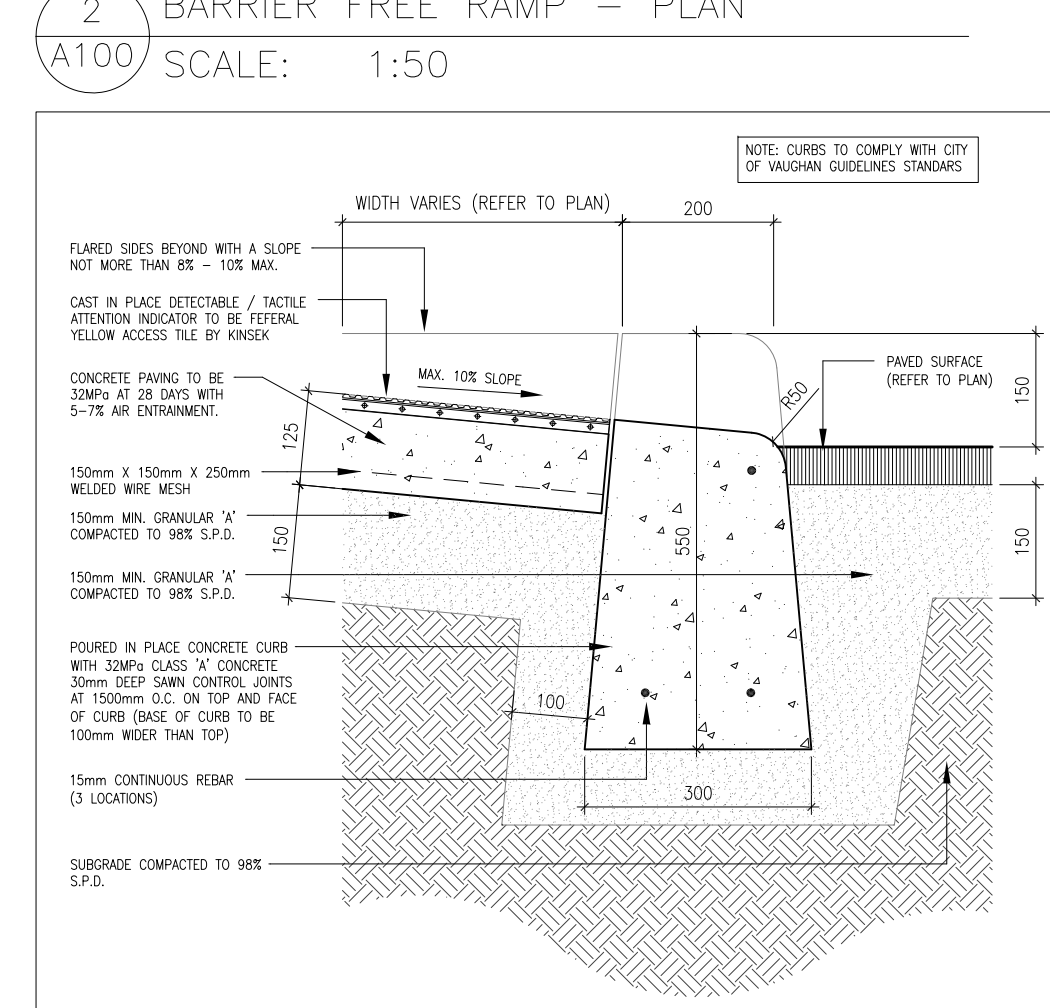 2
A100
BARRIER FREE RAMP – PLAN
SCALE: 1:50
NOTE: CURBS TO COMPLY WITH CITY
OF VAUGHAN GUIDELINES STANDARS
WIDTH VARIES (REFER TO PLAN)
200
FLARED SIDES BEYOND WITH A SLOPE
NOT MORE THAN 8% – 10% MAX.
CAST IN PLACE DETECTABLE / TACTILE
ATTENTION INDICATOR TO BE FEFERAL
YELLOW ACCESS TILE BY KINSEK
MAX. 10% SLOPE
PAVED SURFACE
(REFER TO PLAN)
CONCRETE PAVING TO BE
32MPa AT 28 DAYS WITH
5–7% AIR ENTRAINMENT.
R50
150
125
150mm X 150mm X 250mm
WELDED WIRE MESH
150mm MIN. GRANULAR 'A'
COMPACTED TO 98% S.P.D.
150
550
150
150mm MIN. GRANULAR 'A'
COMPACTED TO 98% S.P.D.
POURED IN PLACE CONCRETE CURB
WITH 32MPa CLASS 'A' CONCRETE
30mm DEEP SAWN CONTROL JOINTS
AT 1500mm O.C. ON TOP AND FACE
OF CURB (BASE OF CURB TO BE
100mm WIDER THAN TOP)
100
15mm CONTINUOUS REBAR
(3 LOCATIONS)
300
SUBGRADE COMPACTED TO 98%
S.P.D.